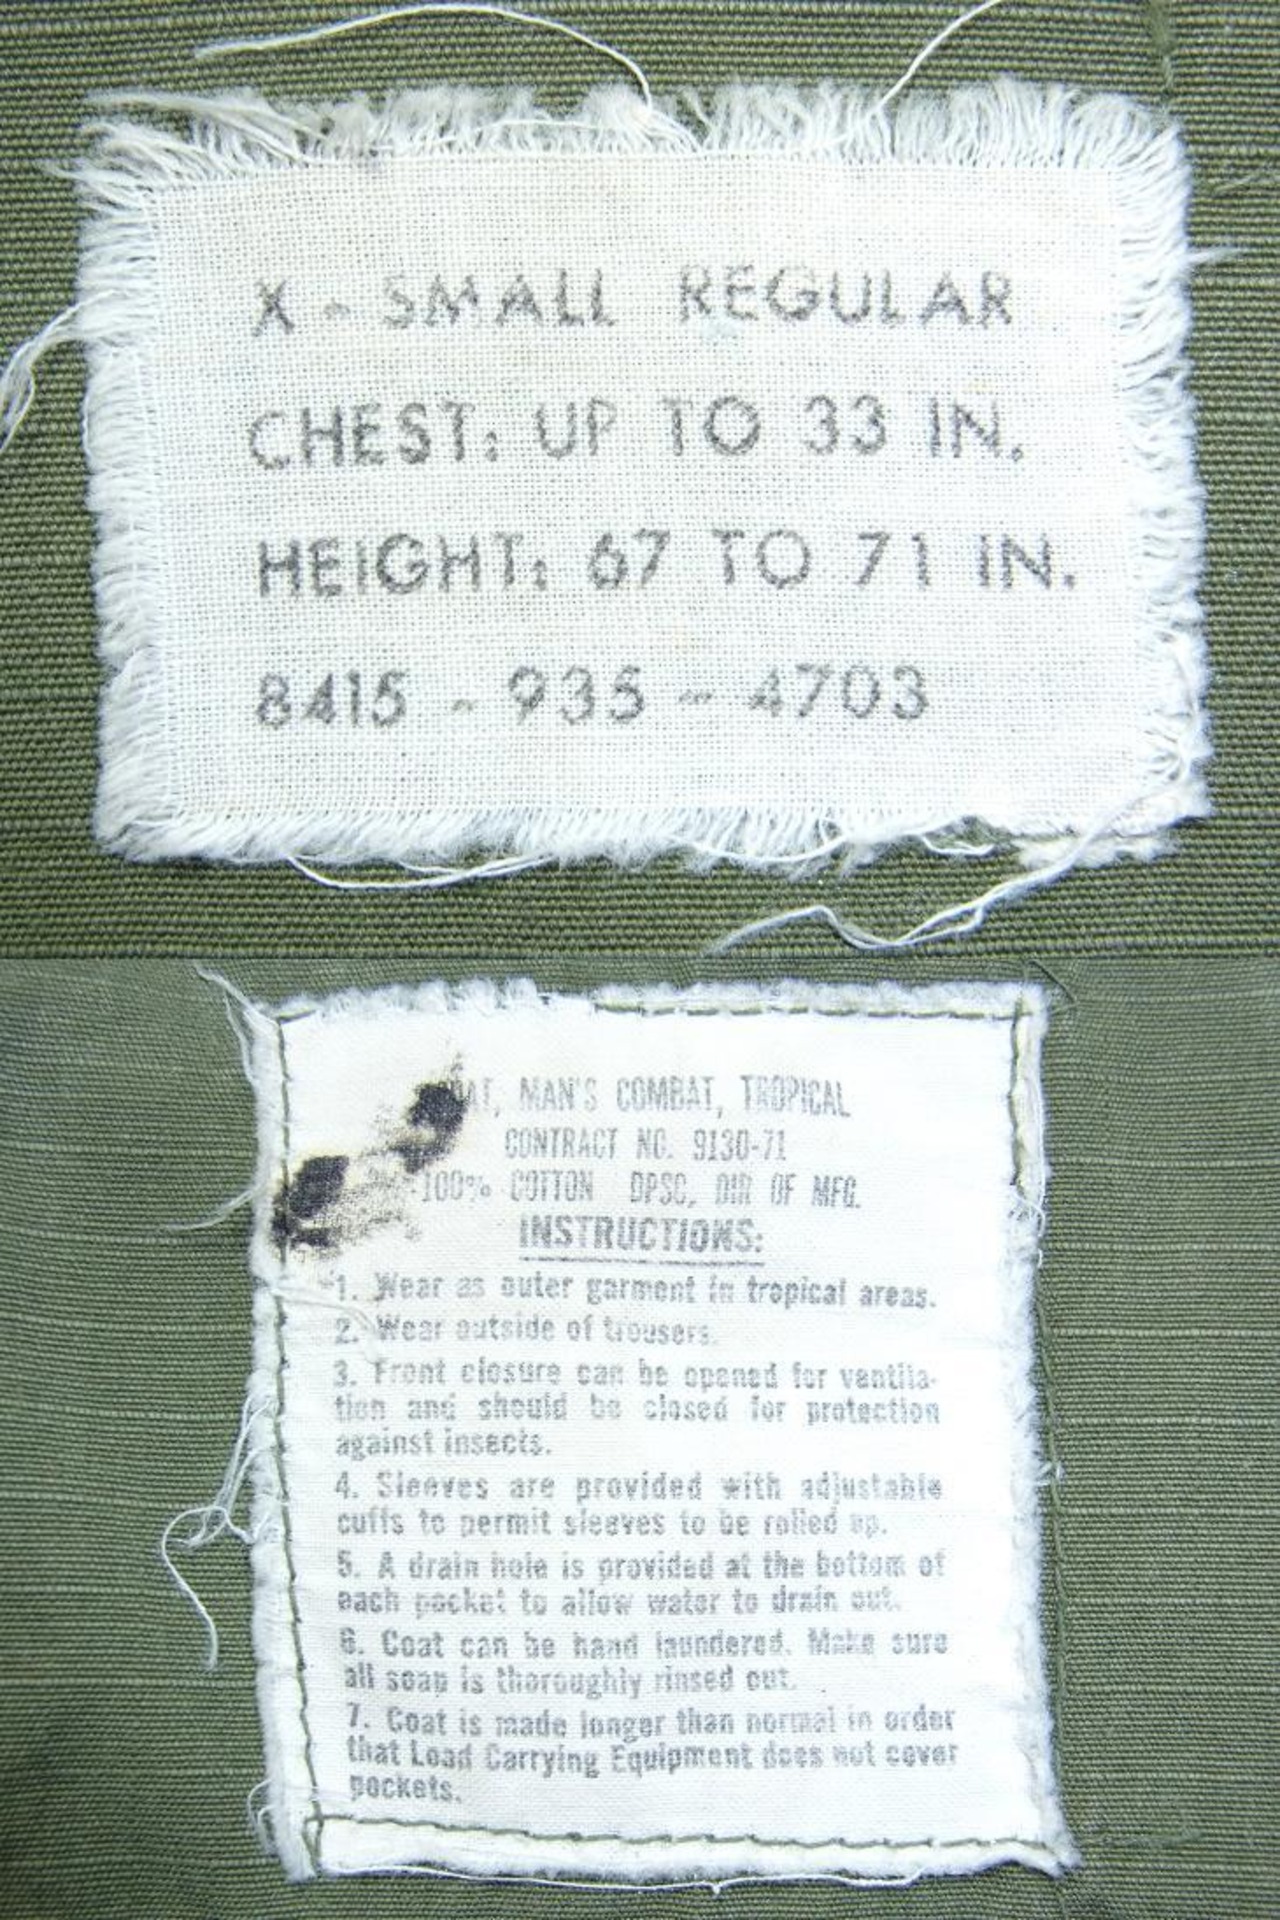 X - SMALL REGULAR
CHEST: UP TO 33 IN.
HEIGHT: 67 TO 71 IN.
8415 - 935 - 4703
MAN'S COMBAT, TROPICAL
CONTRACT NO. 9130-71
100% COTTON DPSC, DIR OF MFG.
INSTRUCTIONS:
1. Wear as outer garment in tropical areas.
2. Wear outside of trousers.
3. Front closure can be opened for ventila-
tion and should be closed for protection
against insects.
4. Sleeves are provided with adjustable
cuffs to permit sleeves to be rolled up.
5. A drain hole is provided at the bottom of
each pocket to allow water to drain out.
6. Coat can be hand laundered. Make sure
all soap is thoroughly rinsed out.
7. Coat is made longer than normal in order
that Load Carrying Equipment does not cover
pockets.